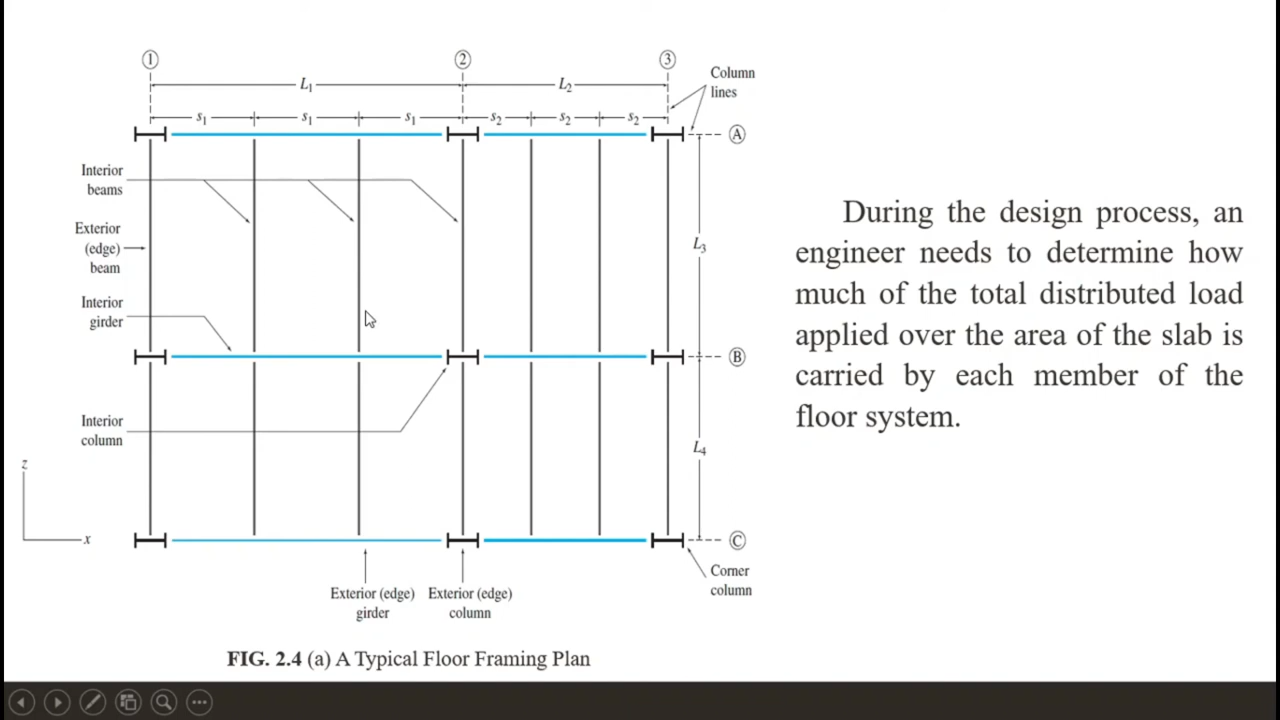 1 2 3
L1 L2
Column
lines
s1 s1 s1 s2 s2 s2
A
Interior
beams
Exterior
(edge)
beam
L3
Interior
girder
B
Interior
column
L4
z
x
C
Corner
column
Exterior (edge)
girder
Exterior (edge)
column
FIG. 2.4 (a) A Typical Floor Framing Plan
During the design process, an
engineer needs to determine how
much of the total distributed load
applied over the area of the slab is
carried by each member of the
floor system.